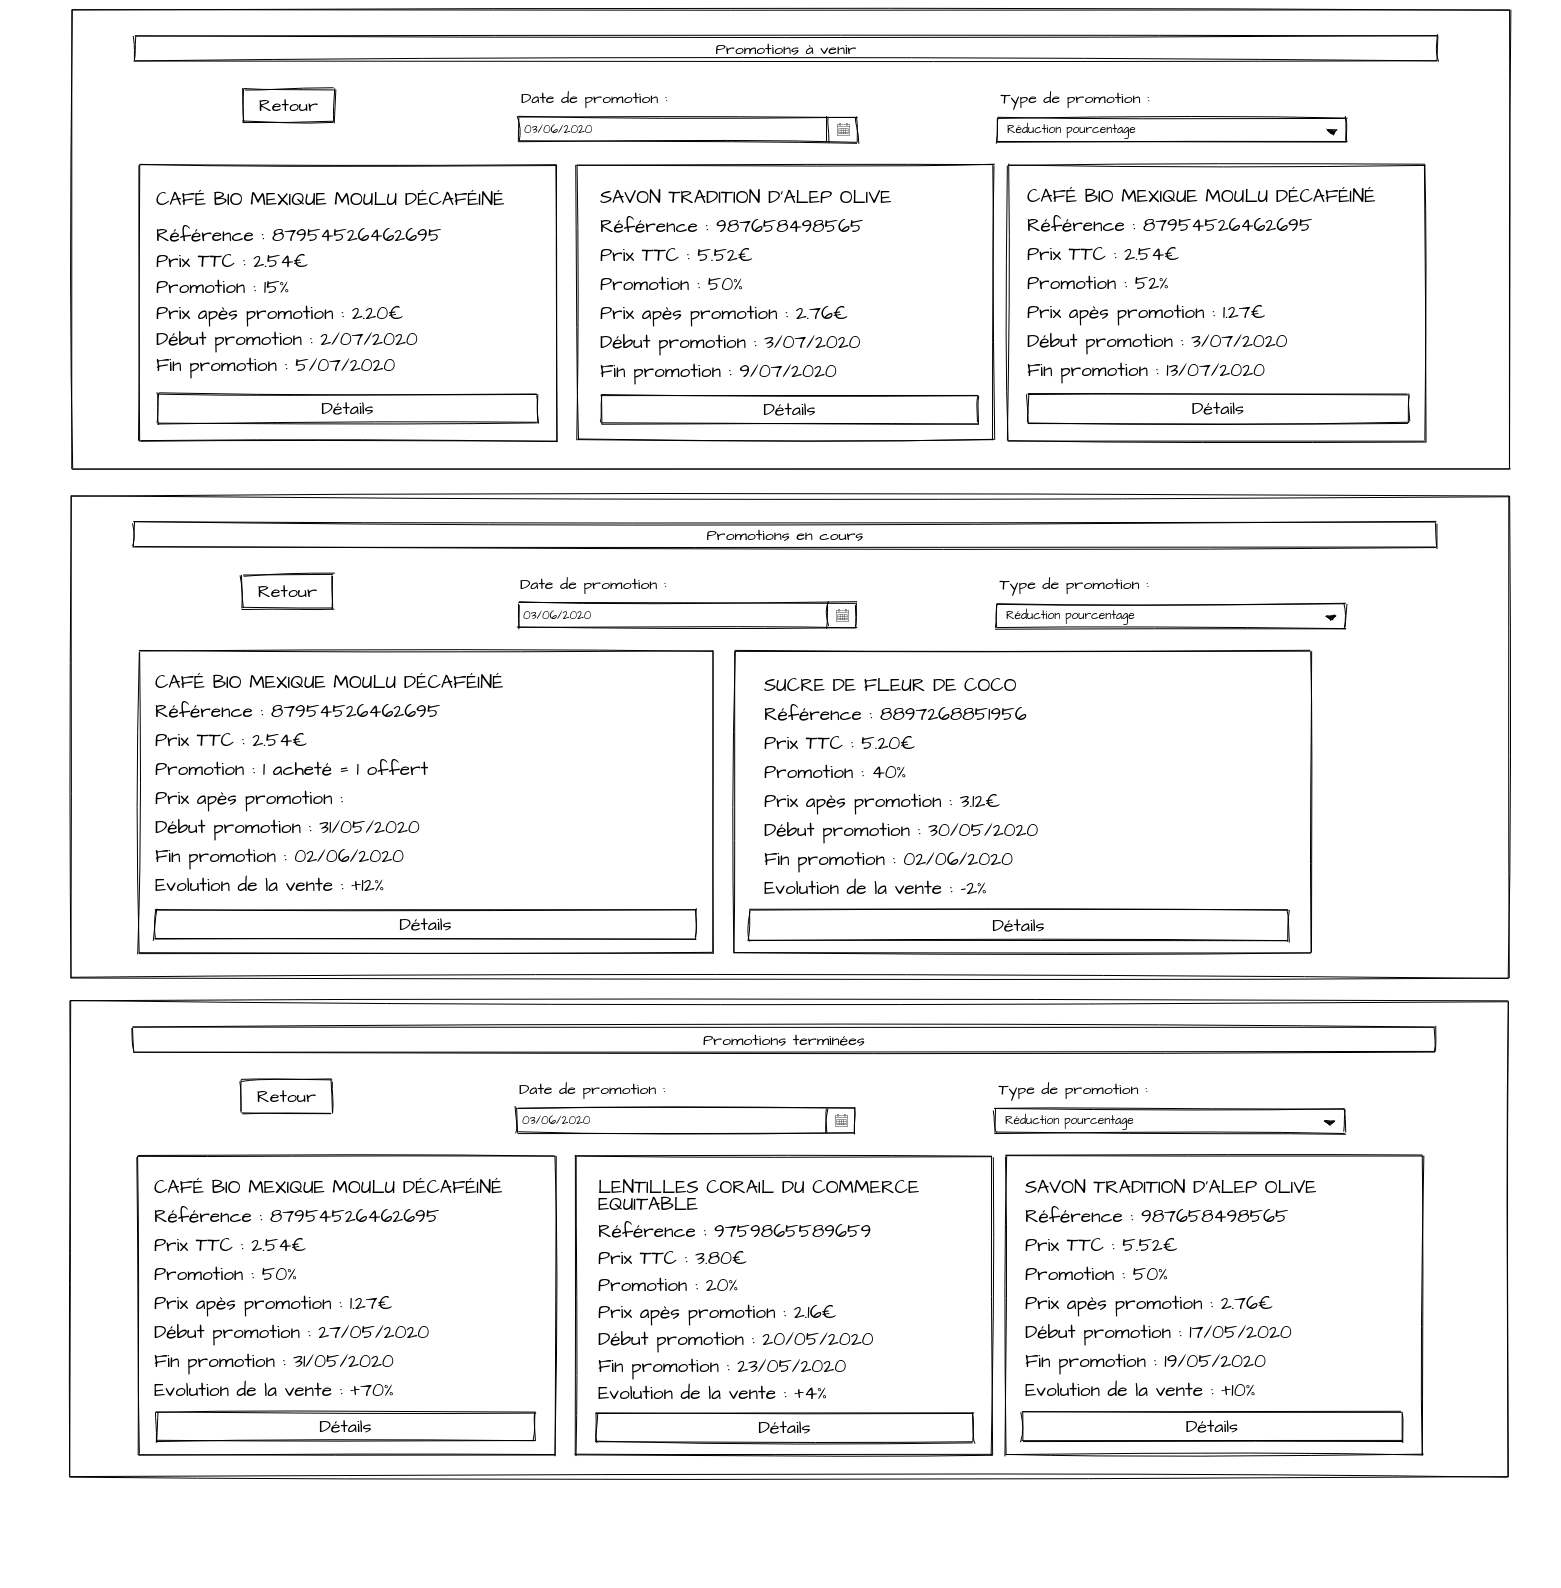 Promotions à venir
Retour
Date de promotion :
03/06/2020
Type de promotion :
Réduction pourcentage
CAFÉ BIO MEXIQUE MOULU DÉCAFÉINÉ
Référence : 87954526462695
Prix TTC : 2.54€
Promotion : 15%
Prix apès promotion : 2.20€
Début promotion : 2/07/2020
Fin promotion : 5/07/2020
Détails
SAVON TRADITION D'ALEP OLIVE
Référence : 987658498565
Prix TTC : 5.52€
Promotion : 50%
Prix apès promotion : 2.76€
Début promotion : 3/07/2020
Fin promotion : 9/07/2020
Détails
CAFÉ BIO MEXIQUE MOULU DÉCAFÉINÉ
Référence : 87954526462695
Prix TTC : 2.54€
Promotion : 52%
Prix apès promotion : 1.27€
Début promotion : 3/07/2020
Fin promotion : 13/07/2020
Détails
Promotions en cours
Retour
Date de promotion :
03/06/2020
Type de promotion :
Réduction pourcentage
CAFÉ BIO MEXIQUE MOULU DÉCAFÉINÉ
Référence : 87954526462695
Prix TTC : 2.54€
Promotion : 1 acheté = 1 offert
Prix apès promotion :
Début promotion : 31/05/2020
Fin promotion : 02/06/2020
Evolution de la vente : +12%
Détails
SUCRE DE FLEUR DE COCO
Référence : 8897268851956
Prix TTC : 5.20€
Promotion : 40%
Prix apès promotion : 3.12€
Début promotion : 30/05/2020
Fin promotion : 02/06/2020
Evolution de la vente : -2%
Détails
Promotions terminées
Retour
Date de promotion :
03/06/2020
Type de promotion :
Réduction pourcentage
CAFÉ BIO MEXIQUE MOULU DÉCAFÉINÉ
Référence : 87954526462695
Prix TTC : 2.54€
Promotion : 50%
Prix apès promotion : 1.27€
Début promotion : 27/05/2020
Fin promotion : 31/05/2020
Evolution de la vente : +70%
Détails
LENTILLES CORAIL DU COMMERCE
EQUITABLE
Référence : 9759865589659
Prix TTC : 3.80€
Promotion : 20%
Prix apès promotion : 2.16€
Début promotion : 20/05/2020
Fin promotion : 23/05/2020
Evolution de la vente : +4%
Détails
SAVON TRADITION D'ALEP OLIVE
Référence : 987658498565
Prix TTC : 5.52€
Promotion : 50%
Prix apès promotion : 2.76€
Début promotion : 17/05/2020
Fin promotion : 19/05/2020
Evolution de la vente : +10%
Détails